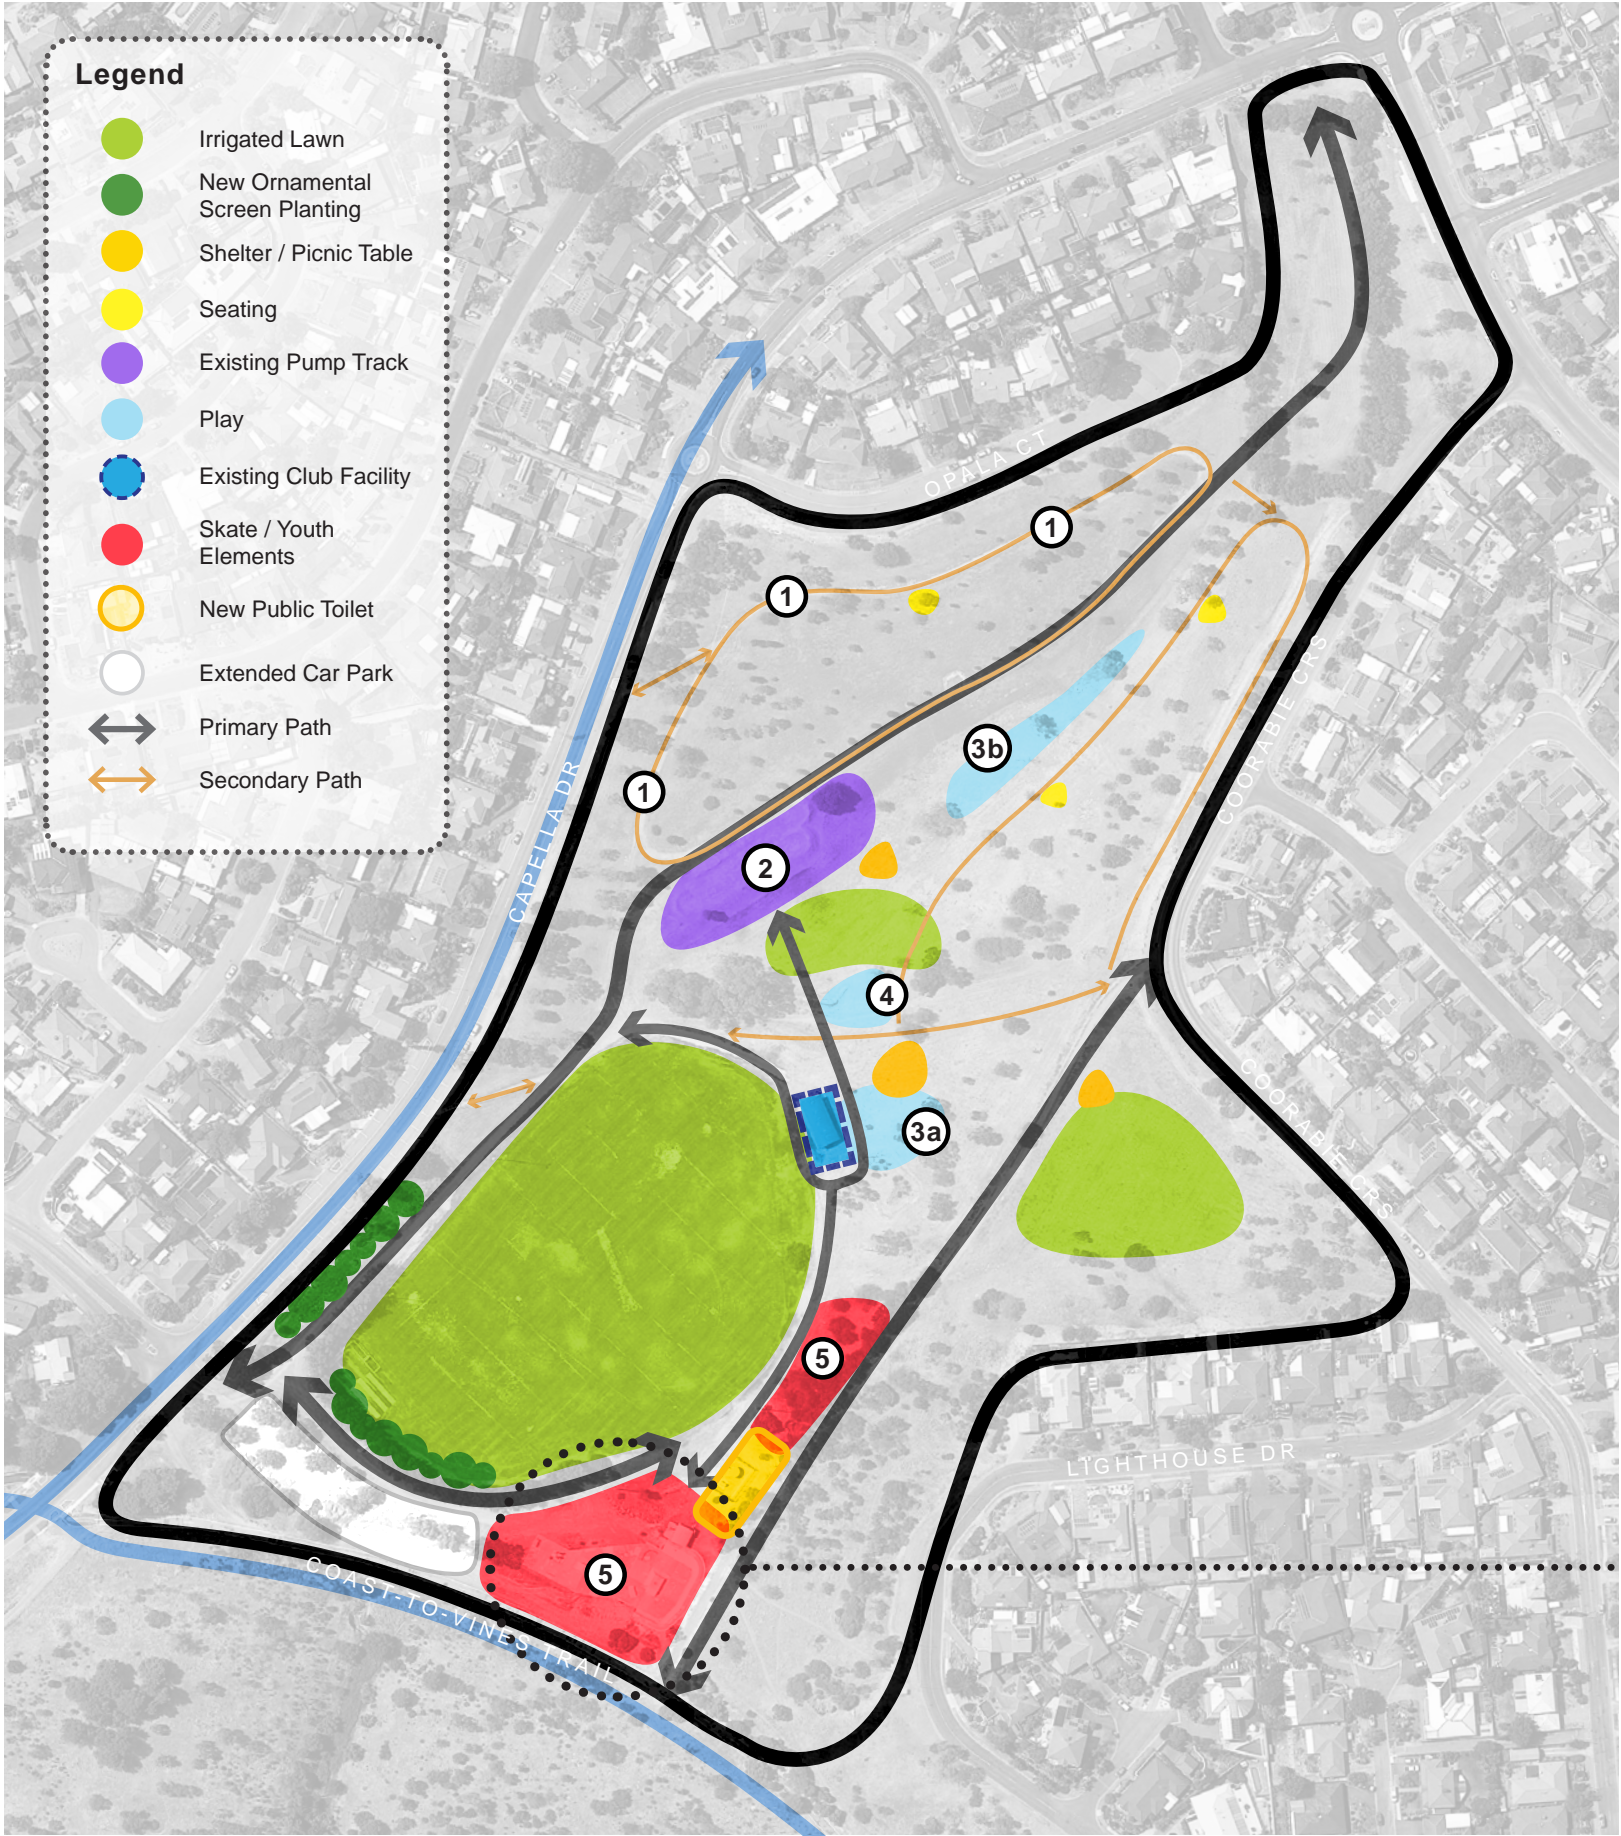 Legend
Irrigated Lawn
New Ornamental
Screen Planting
Shelter / Picnic Table
Seating
Existing Pump Track
Play
Existing Club Facility
Skate / Youth
Elements
New Public Toilet
Extended Car Park
Primary Path
Secondary Path
OPALA CT
1
1
COORABIE CRS
3b
1
CAPELLA DR
2
4
COORABIE CRS
3a
5
LIGHTHOUSE DR
5
COAST-TO-VINES TRAIL